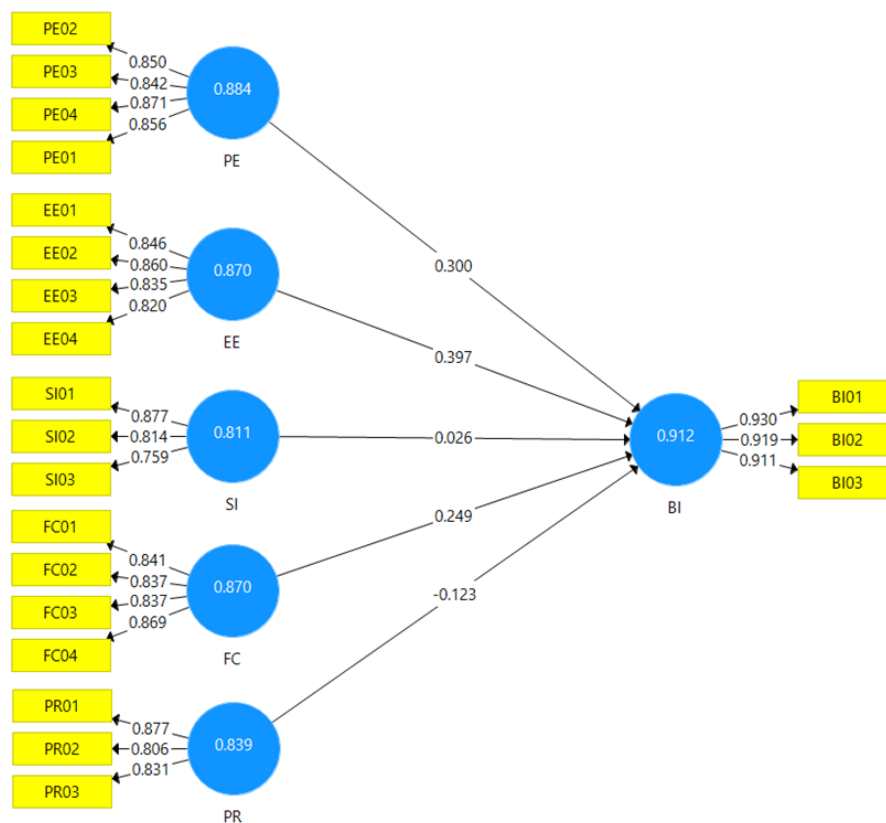 PE02
PE03
PE04
PE01
0.850
0.842
0.871
0.856
0.884
PE
EE01
EE02
EE03
EE04
0.846
0.860
0.835
0.820
0.870
EE
SI01
SI02
SI03
0.877
0.814
0.759
0.811
SI
FC01
FC02
FC03
FC04
0.841
0.837
0.837
0.869
0.870
FC
PR01
PR02
PR03
0.877
0.806
0.831
0.839
PR
0.300
0.397
0.026
0.249
-0.123
0.912
BI
0.930
0.919
0.911
BI01
BI02
BI03